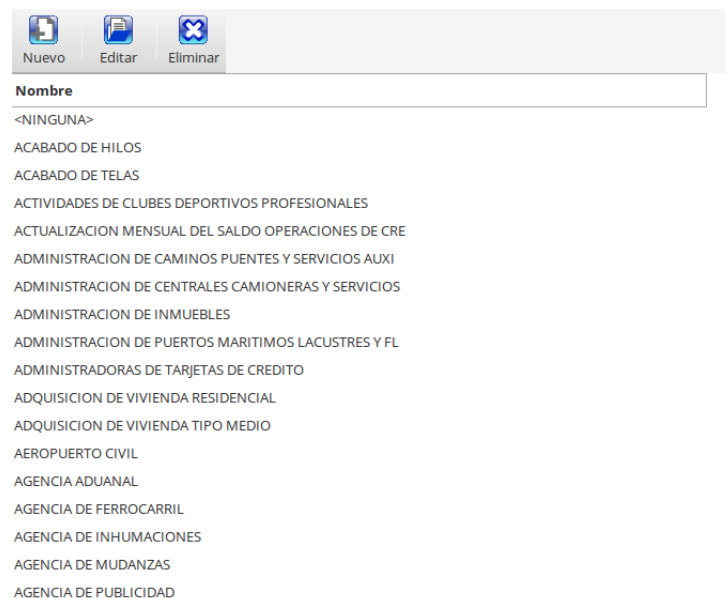 Nuevo Editar Eliminar
Nombre
<NINGUNA>
ACABADO DE HILOS
ACABADO DE TELAS
ACTIVIDADES DE CLUBES DEPORTIVOS PROFESIONALES
ACTUALIZACION MENSUAL DEL SALDO OPERACIONES DE CRE
ADMINISTRACION DE CAMINOS PUENTES Y SERVICIOS AUXI
ADMINISTRACION DE CENTRALES CAMIONERAS Y SERVICIOS
ADMINISTRACION DE INMUEBLES
ADMINISTRACION DE PUERTOS MARITIMOS LACUSTRES Y FL
ADMINISTRADORAS DE TARJETAS DE CREDITO
ADQUISICION DE VIVIENDA RESIDENCIAL
ADQUISICION DE VIVIENDA TIPO MEDIO
AEROPUERTO CIVIL
AGENCIA ADUANAL
AGENCIA DE FERROCARRIL
AGENCIA DE INHUMACIONES
AGENCIA DE MUDANZAS
AGENCIA DE PUBLICIDAD